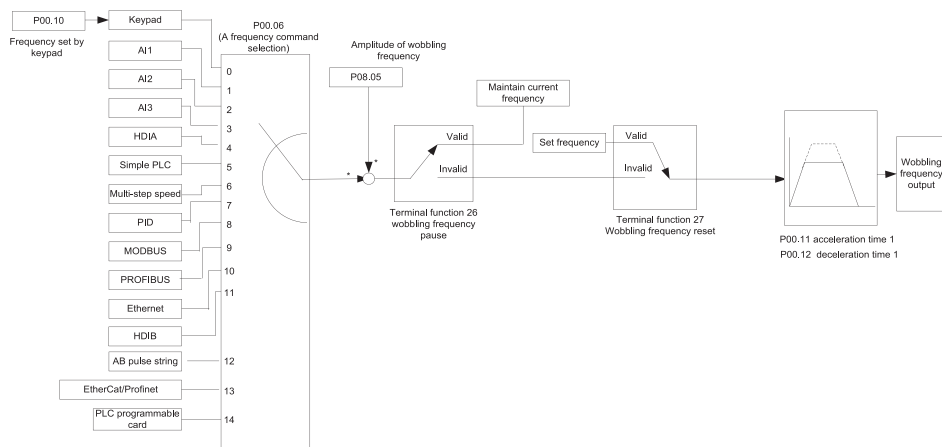 P00.10
Frequency set by
keypad
Keypad
AI1
AI2
AI3
HDIA
Simple PLC
Multi-step speed
PID
MODBUS
PROFIBUS
Ethernet
HDIB
AB pulse string
EtherCat/Profinet
PLC programmable
card
P00.06
(A frequency command
selection)
0
1
2
3
4
5
6
7
8
9
10
11
12
13
14
Amplitude of wobbling
frequency
P08.05
*
*
Maintain current
frequency
Valid
Invalid
Terminal function 26
wobbling frequency
pause
Set frequency
Valid
Invalid
Terminal function 27
Wobbling frequency reset
P00.11 acceleration time 1
P00.12 deceleration time 1
Wobbling
frequency
output